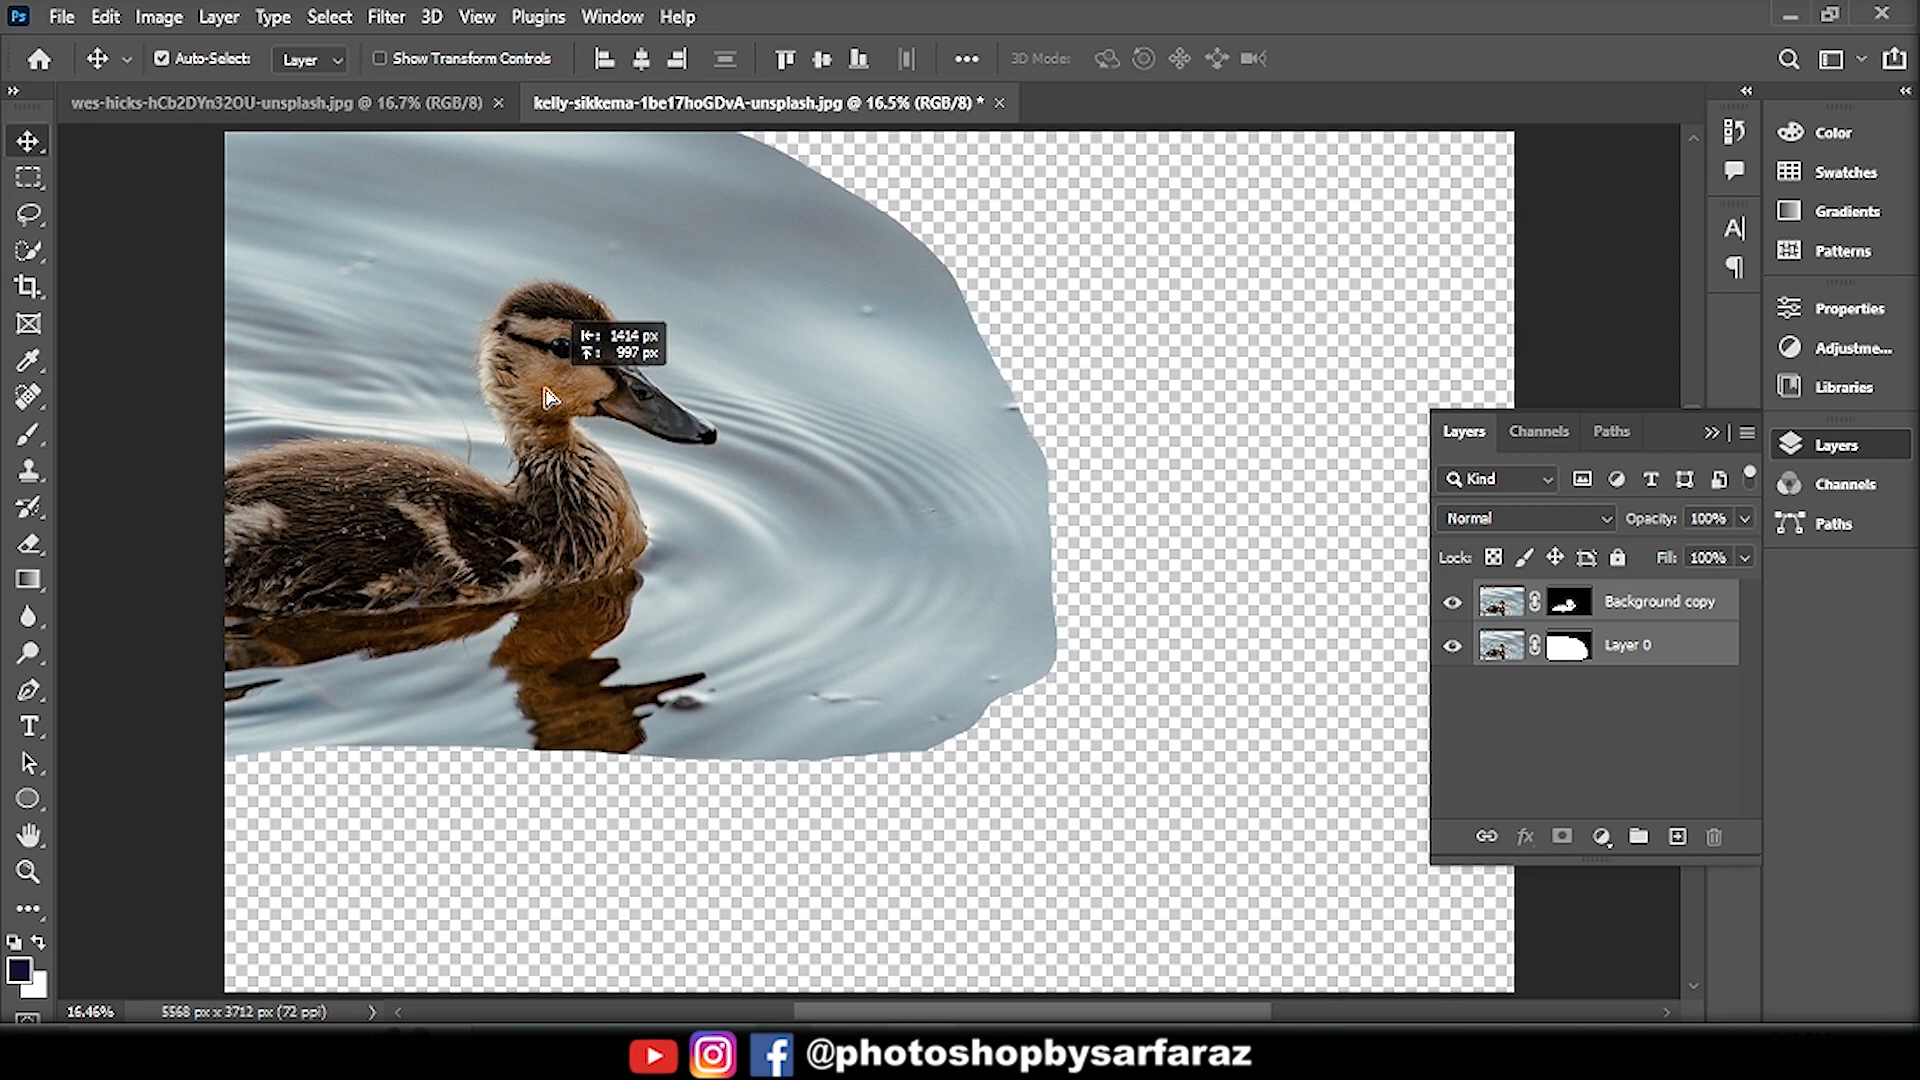 Ps File Edit Image Layer Type Select Filter 3D View Plugins Window Help
Auto-Select: Layer Show Transform Controls 3D Mode:
wes-hicks-hCb2DYn32OU-unsplash.jpg @ 16.7% (RGB/8) kelly-sikkema-1be17hoGDvA-unsplash.jpg @ 16.5% (RGB/8) *
Color
Swatches
Gradients
Patterns
Properties
Adjustme...
Libraries
Layers
Channels
Paths
1414 px
997 px
Layers Channels Paths
Kind
Normal Opacity: 100%
Lock: Fill: 100%
Background copy
Layer 0
16.46% 5568 px x 3712 px (72 ppi)
@photoshopbysarfaraz